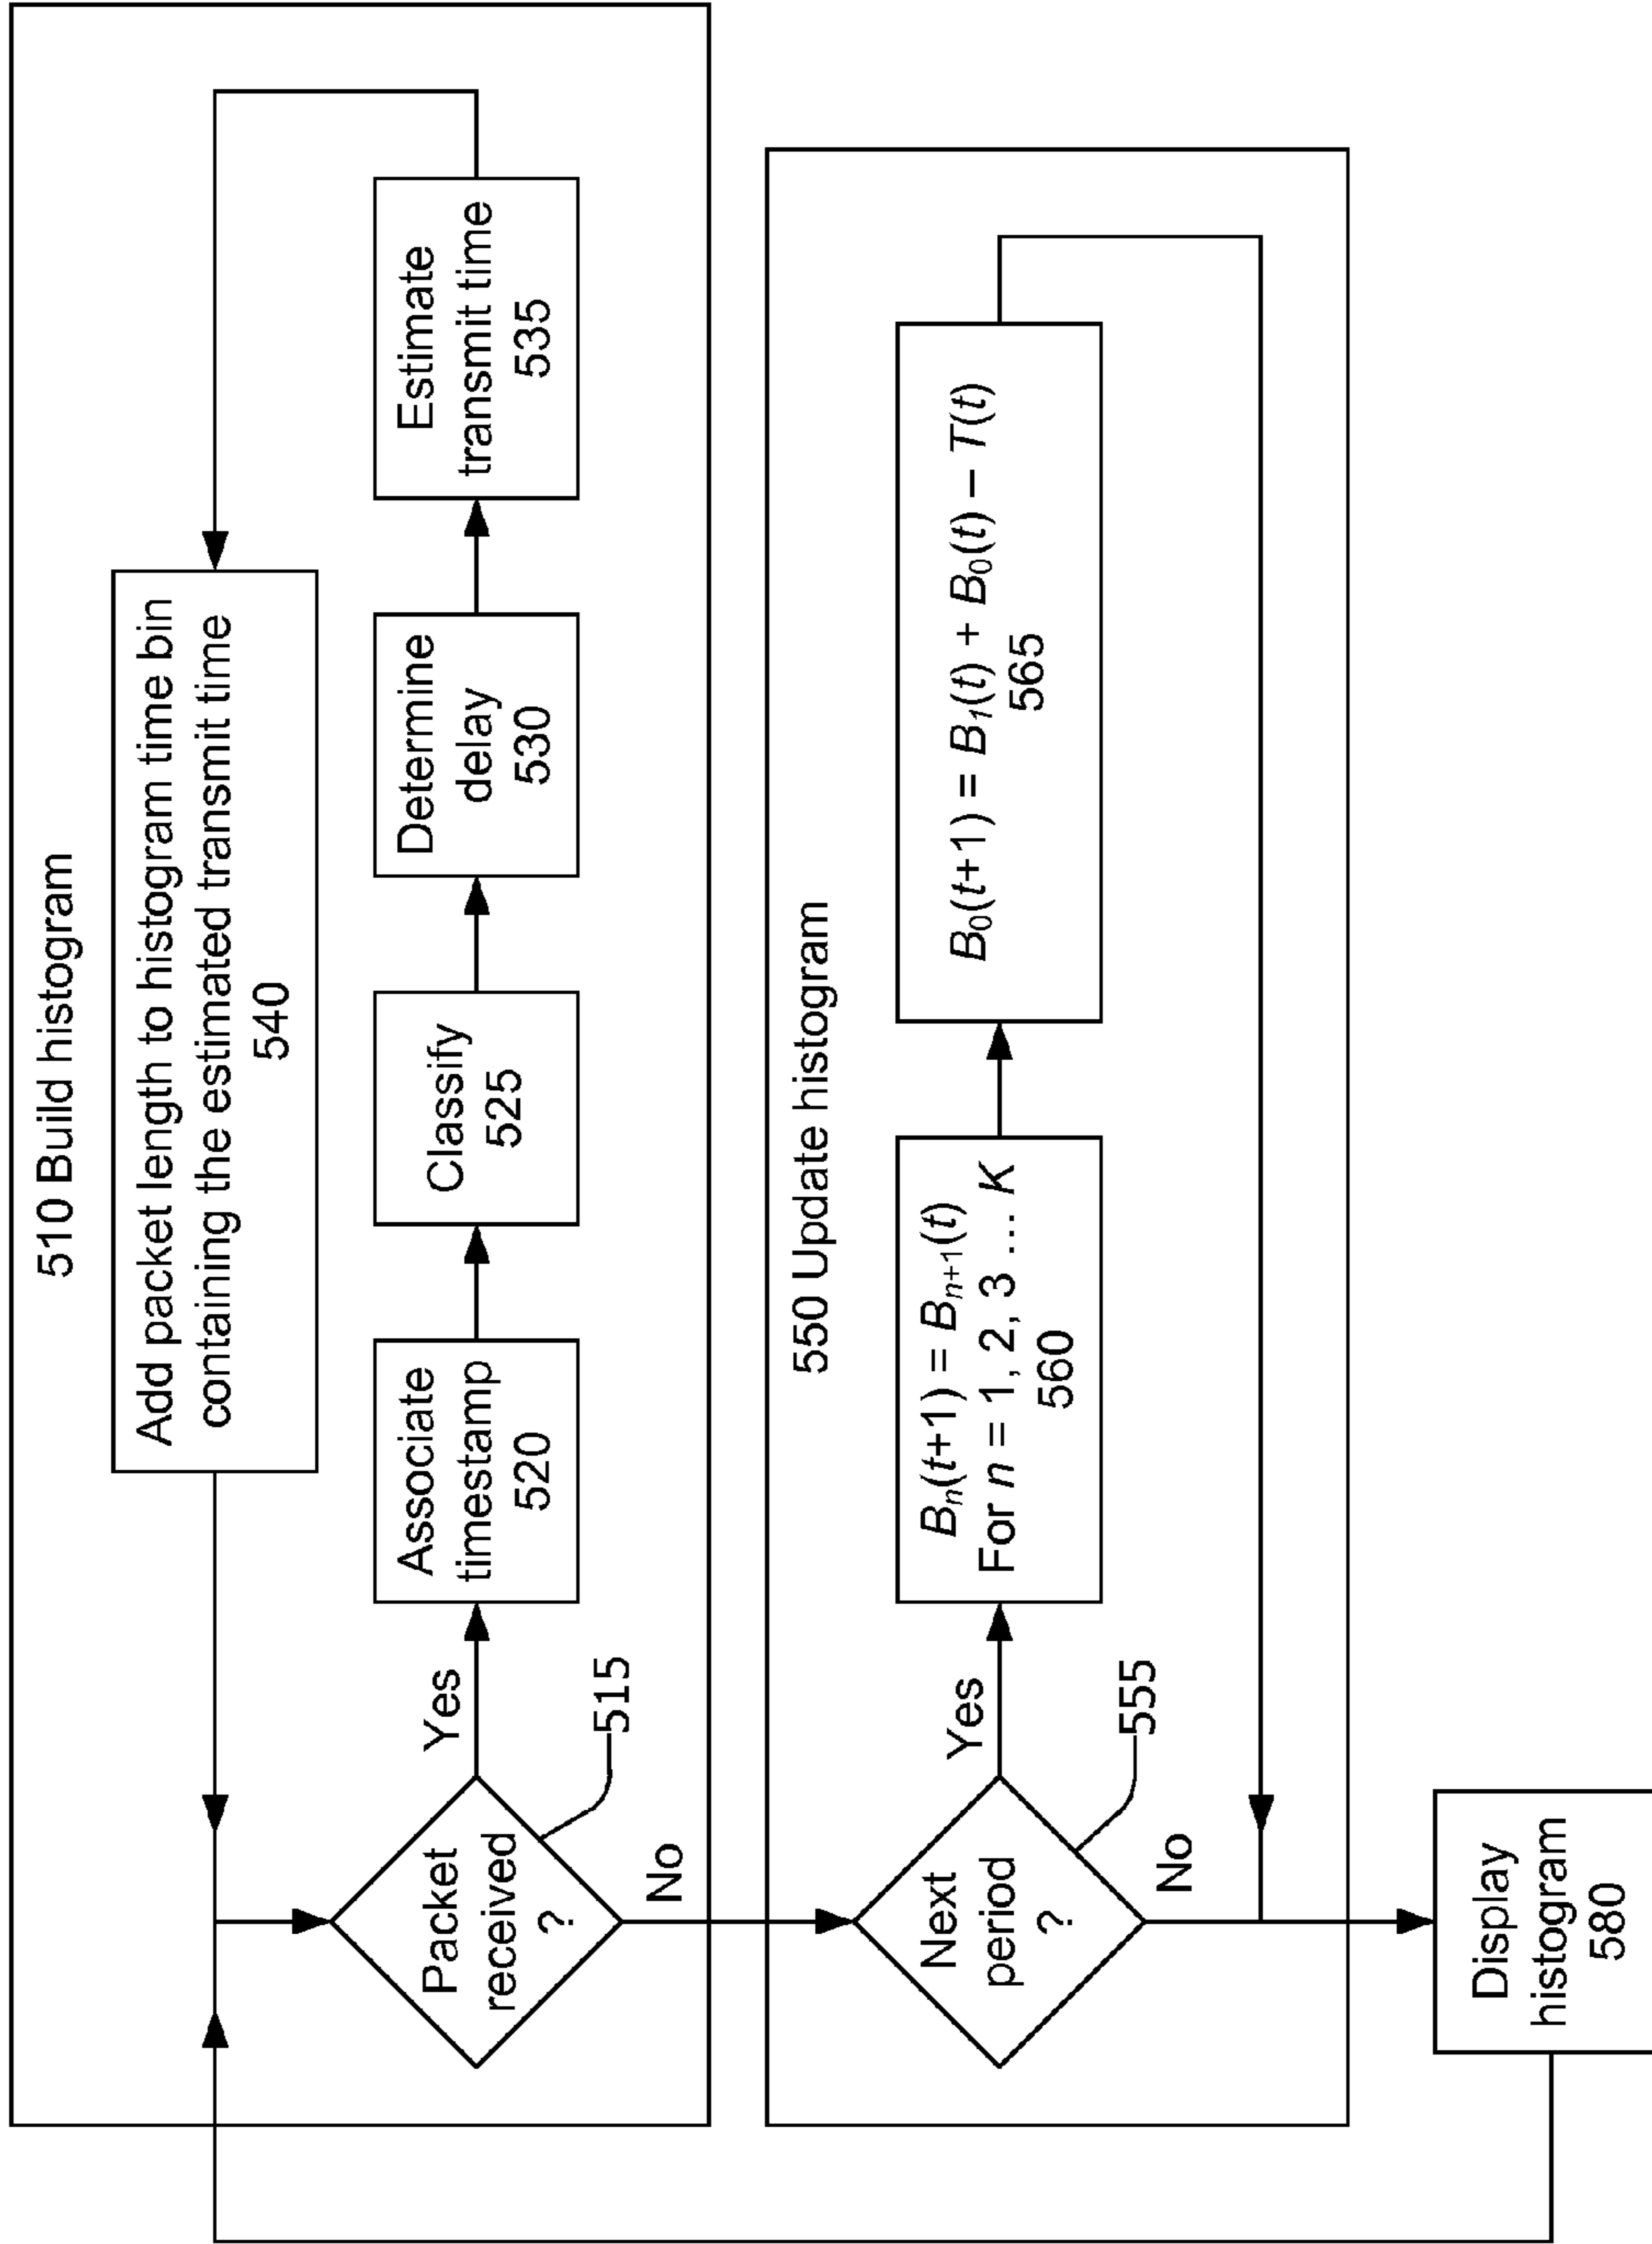 510 Build histogram
Add packet length to histogram time bin
containing the estimated transmit time
540
Packet
received
?
515
Yes
No
Associate
timestamp
520
Classify
525
Determine
delay
530
Estimate
transmit time
535
550 Update histogram
Next
period
?
555
Yes
No
Bₙ(t+1) = Bₙ₊₁(t)
For n = 1, 2, 3 … K
560
B₀(t+1) = B₁(t) + B₀(t) – T(t)
565
Display
histogram
580